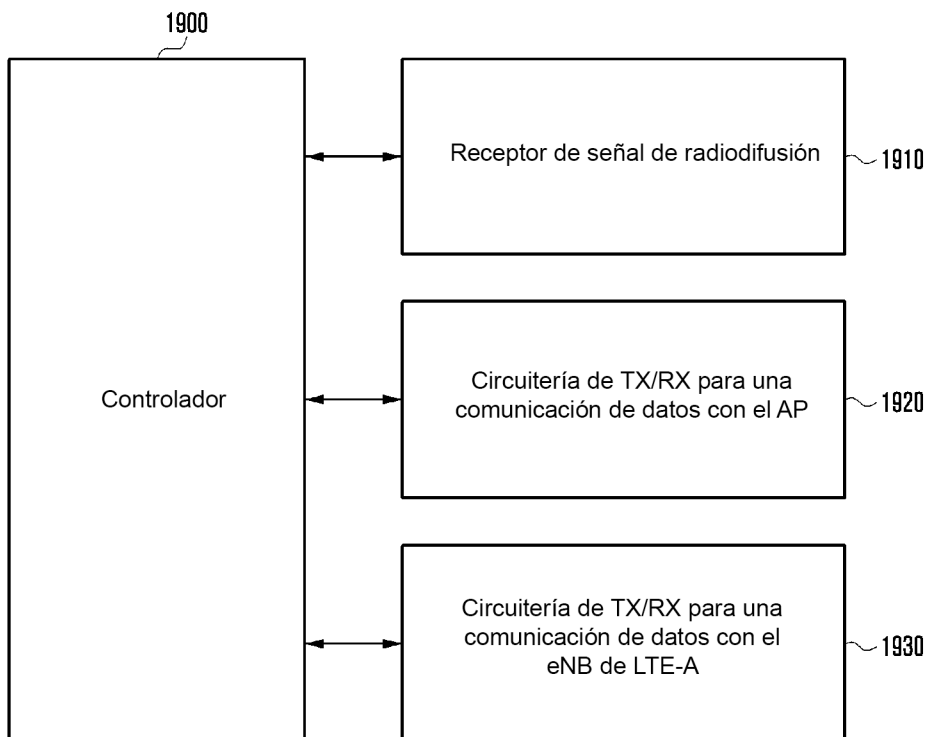 1900
Receptor de señal de radiodifusión
1910
Controlador
Circuitería de TX/RX para una
comunicación de datos con el AP
1920
Circuitería de TX/RX para una
comunicación de datos con el
eNB de LTE-A
1930